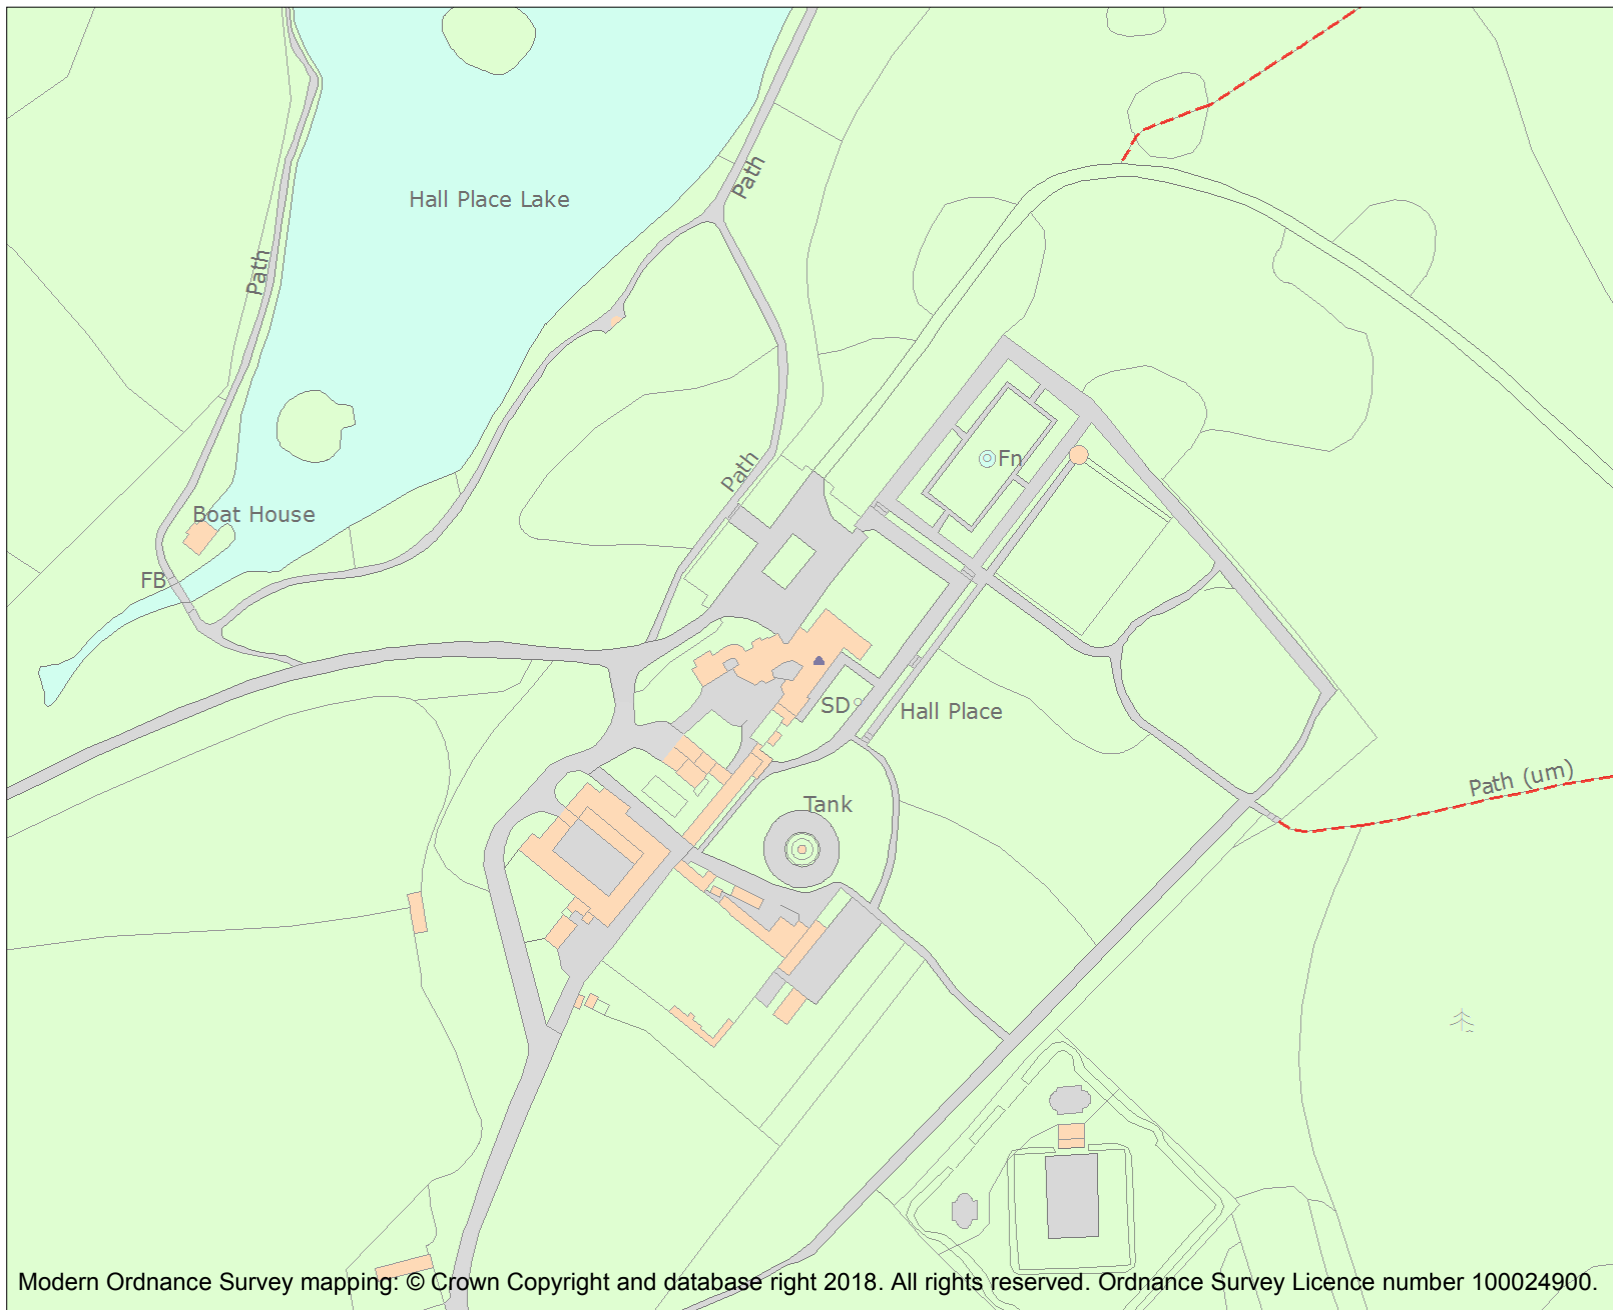 Path
Hall Place Lake
Path
Path
Fn
Boat House
FB
SD
Hall Place
Path (um)
Tank
Modern Ordnance Survey mapping: © Crown Copyright and database right 2018. All rights reserved. Ordnance Survey Licence number 100024900.